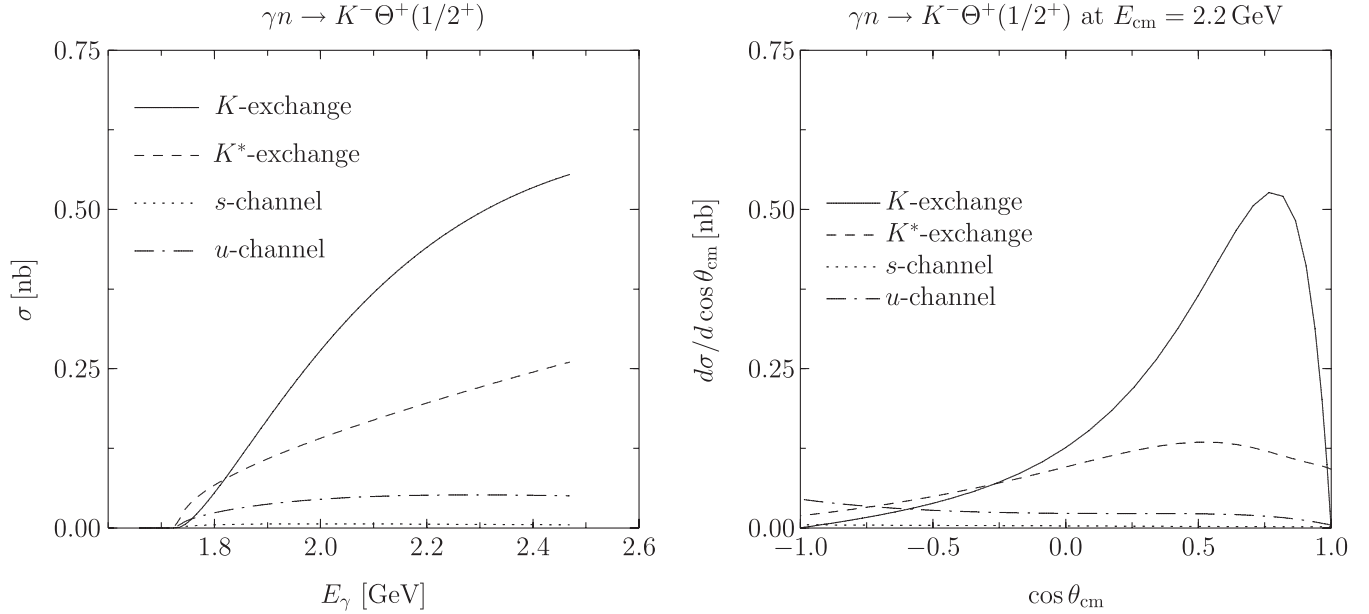 γn → K⁻Θ⁺(1/2⁺)
0.75
0.50
0.25
0.00
σ [nb]
K-exchange
K*-exchange
s-channel
u-channel
1.8 2.0 2.2 2.4 2.6
E_γ [GeV]
γn → K⁻Θ⁺(1/2⁺) at E_cm = 2.2 GeV
0.75
0.50
0.25
0.00
dσ/d cos θ_cm [nb]
K-exchange
K*-exchange
s-channel
u-channel
−1.0 −0.5 0.0 0.5 1.0
cos θ_cm